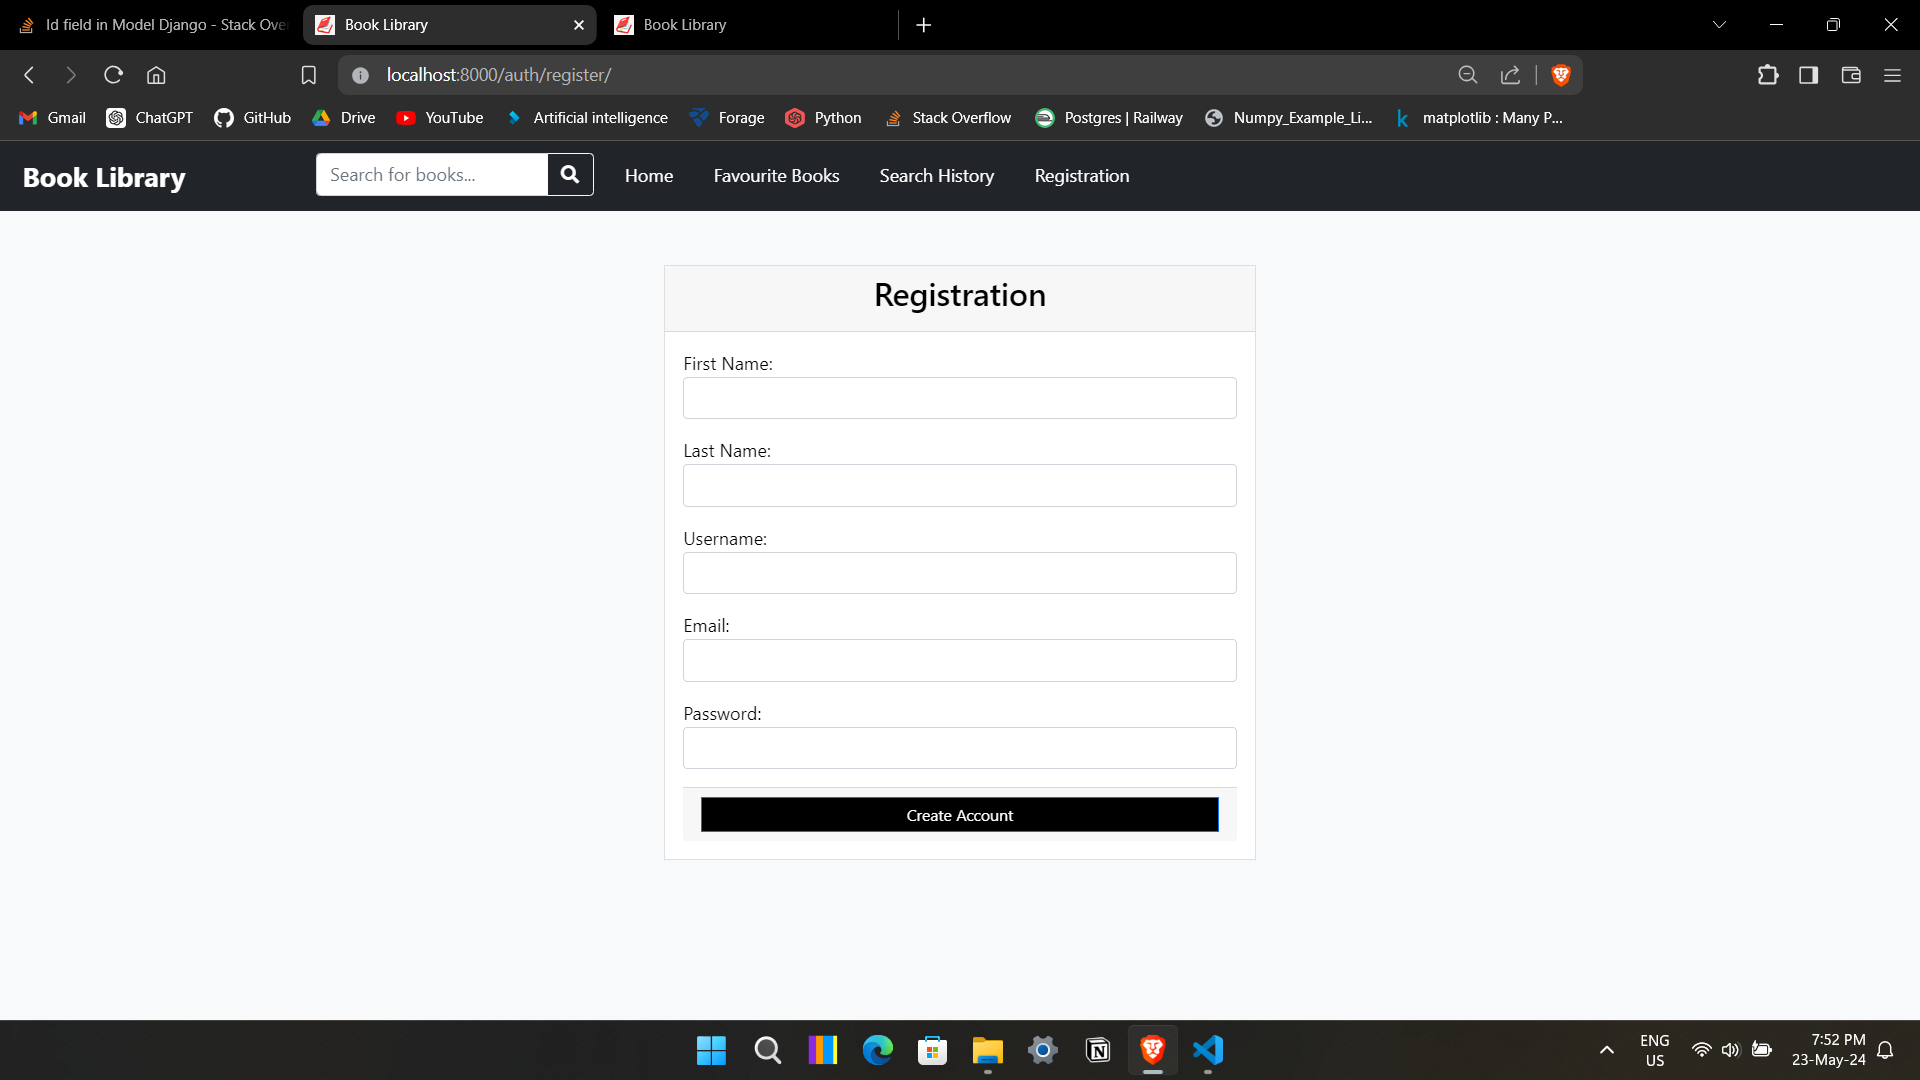 Id field in Model Django - Stack Ove
Book Library
Book Library
localhost:8000/auth/register/
Gmail
ChatGPT
GitHub
Drive
YouTube
Artificial intelligence
Forage
Python
Stack Overflow
Postgres | Railway
Numpy_Example_Li...
matplotlib : Many P...
Book Library
Search for books...
Home
Favourite Books
Search History
Registration
Registration
First Name:
Last Name:
Username:
Email:
Password:
Create Account
ENG
US
7:52 PM
23-May-24